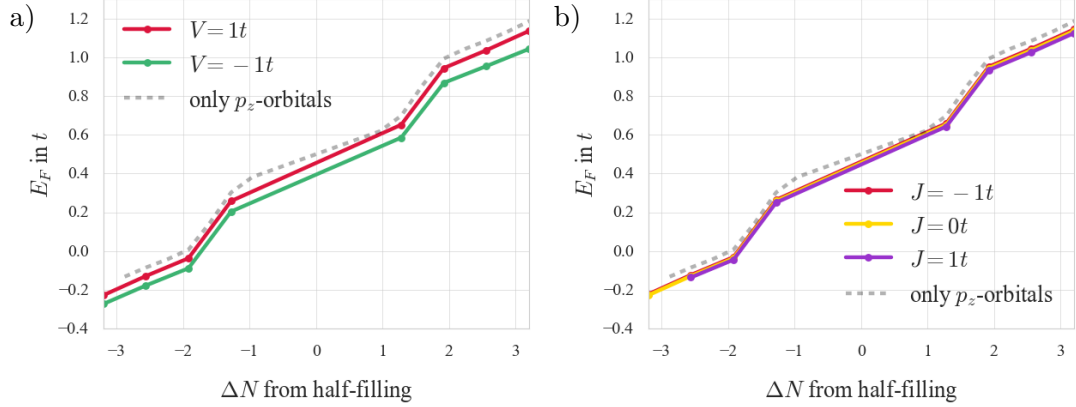 a)
V = 1t
V = −1t
only p_z-orbitals
1.2
1.0
0.8
0.6
0.4
0.2
0.0
−0.2
−0.4
E_F in t
−3 −2 −1 0 1 2 3
ΔN from half-filling
b)
J = −1t
J = 0t
J = 1t
only p_z-orbitals
1.2
1.0
0.8
0.6
0.4
0.2
0.0
−0.2
−0.4
E_F in t
−3 −2 −1 0 1 2 3
ΔN from half-filling